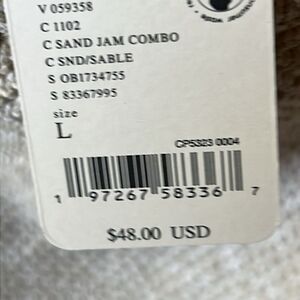 V 059358
C 1102
C SAND JAM COMBO
C SND/SABLE
S OB1734755
S 83367995
size
L
CP5323 0004
1 97267 58336 7
$48.00 USD